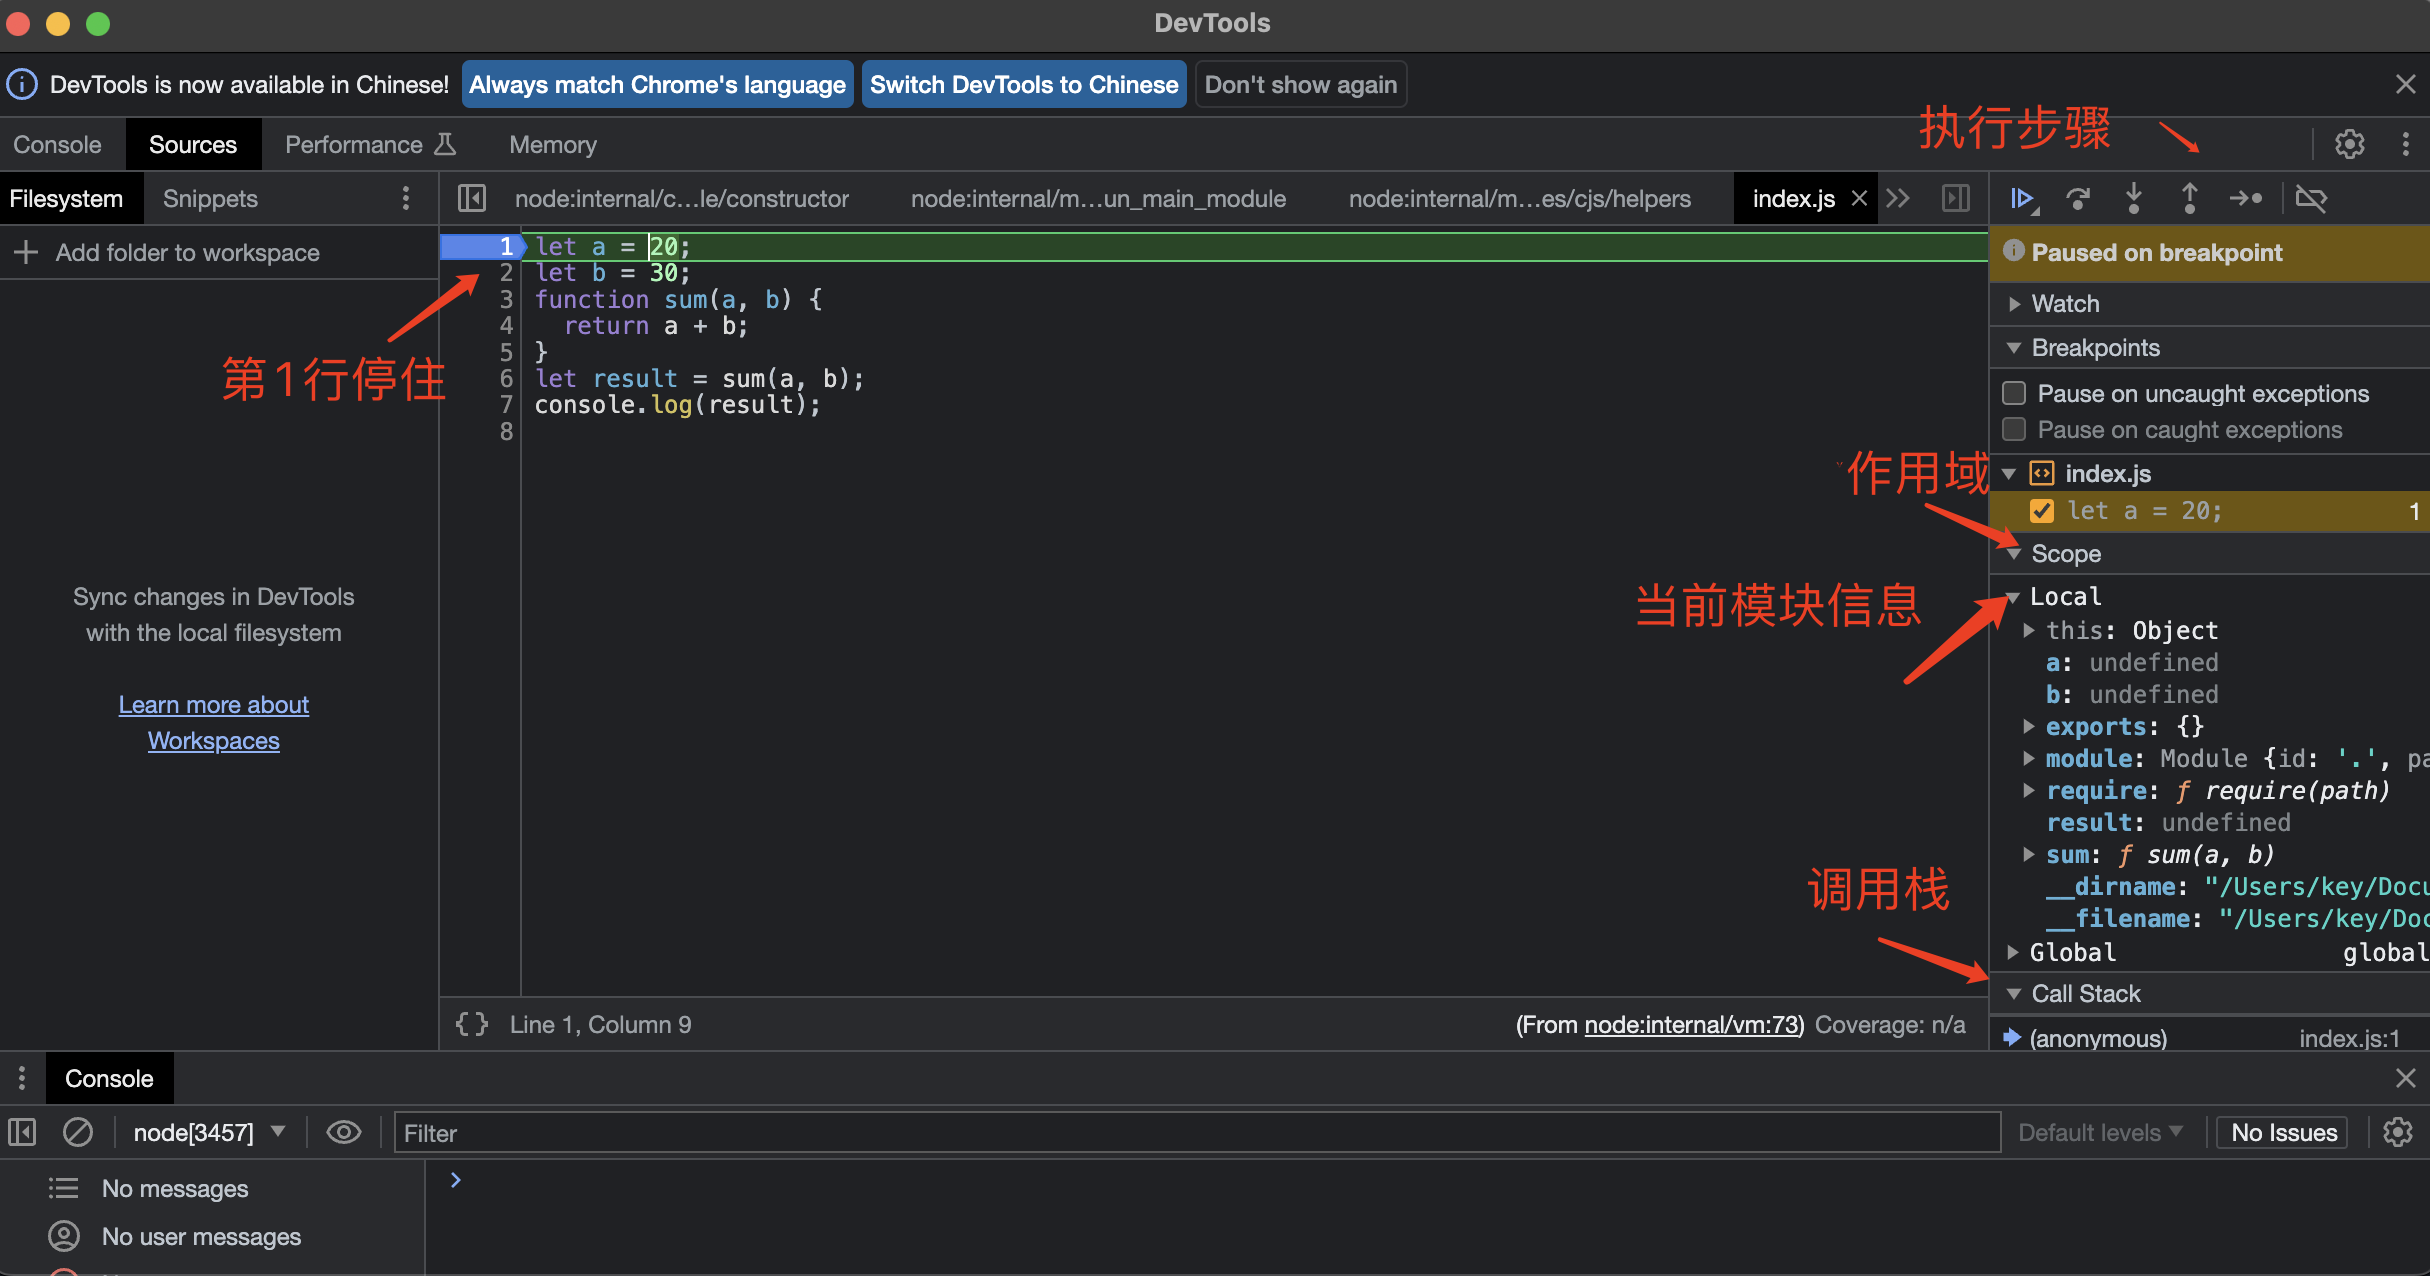 DevTools
DevTools is now available in Chinese! Always match Chrome's language Switch DevTools to Chinese Don't show again
执行步骤
Console Sources Performance Memory
Filesystem Snippets
node:internal/c…le/constructor node:internal/m…un_main_module node:internal/m…es/cjs/helpers index.js
Add folder to workspace
Sync changes in DevTools
with the local filesystem
Learn more about
Workspaces
1 let a = 20;
2 let b = 30;
3 function sum(a, b) {
4 return a + b;
5 }
6 let result = sum(a, b);
7 console.log(result);
8
第1行停住
作用域
当前模块信息
调用栈
{} Line 1, Column 9
(From node:internal/vm:73) Coverage: n/a
Paused on breakpoint
Watch
Breakpoints
Pause on uncaught exceptions
Pause on caught exceptions
index.js
let a = 20; 1
Scope
Local
this: Object
a: undefined
b: undefined
exports: {}
module: Module {id: '.', pa
require: ƒ require(path)
result: undefined
sum: ƒ sum(a, b)
__dirname: "/Users/key/Docu
__filename: "/Users/key/Doc
Global global
Call Stack
(anonymous) index.js:1
Console
node[3457] Filter Default levels No Issues
No messages
No user messages